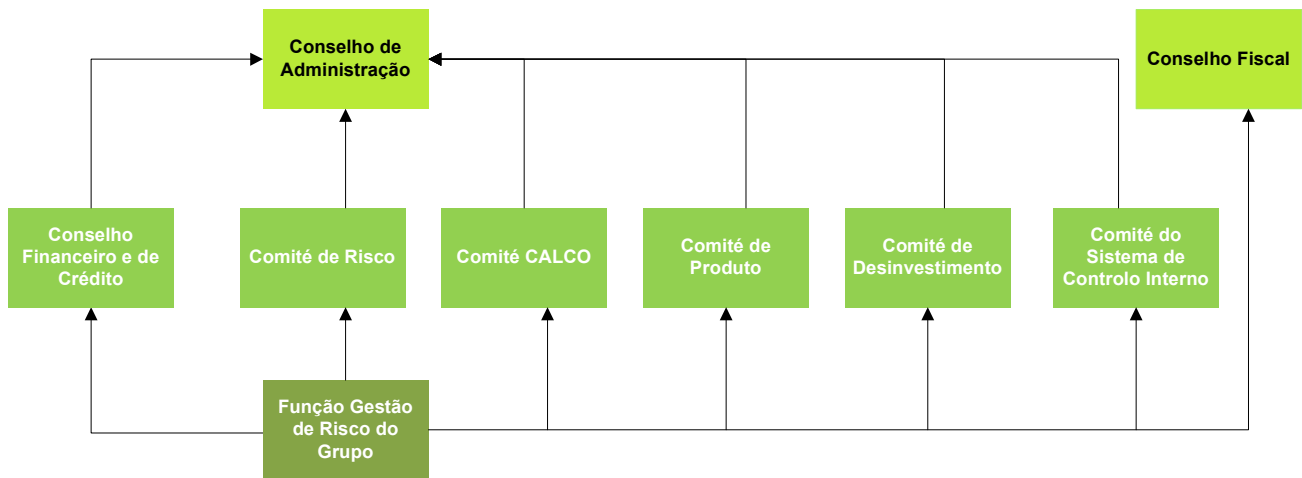 Conselho de
Administração
Conselho Fiscal
Conselho
Financeiro e de
Crédito
Comité de Risco
Comité CALCO
Comité de
Produto
Comité de
Desinvestimento
Comité do
Sistema de
Controlo Interno
Função Gestão
de Risco do
Grupo